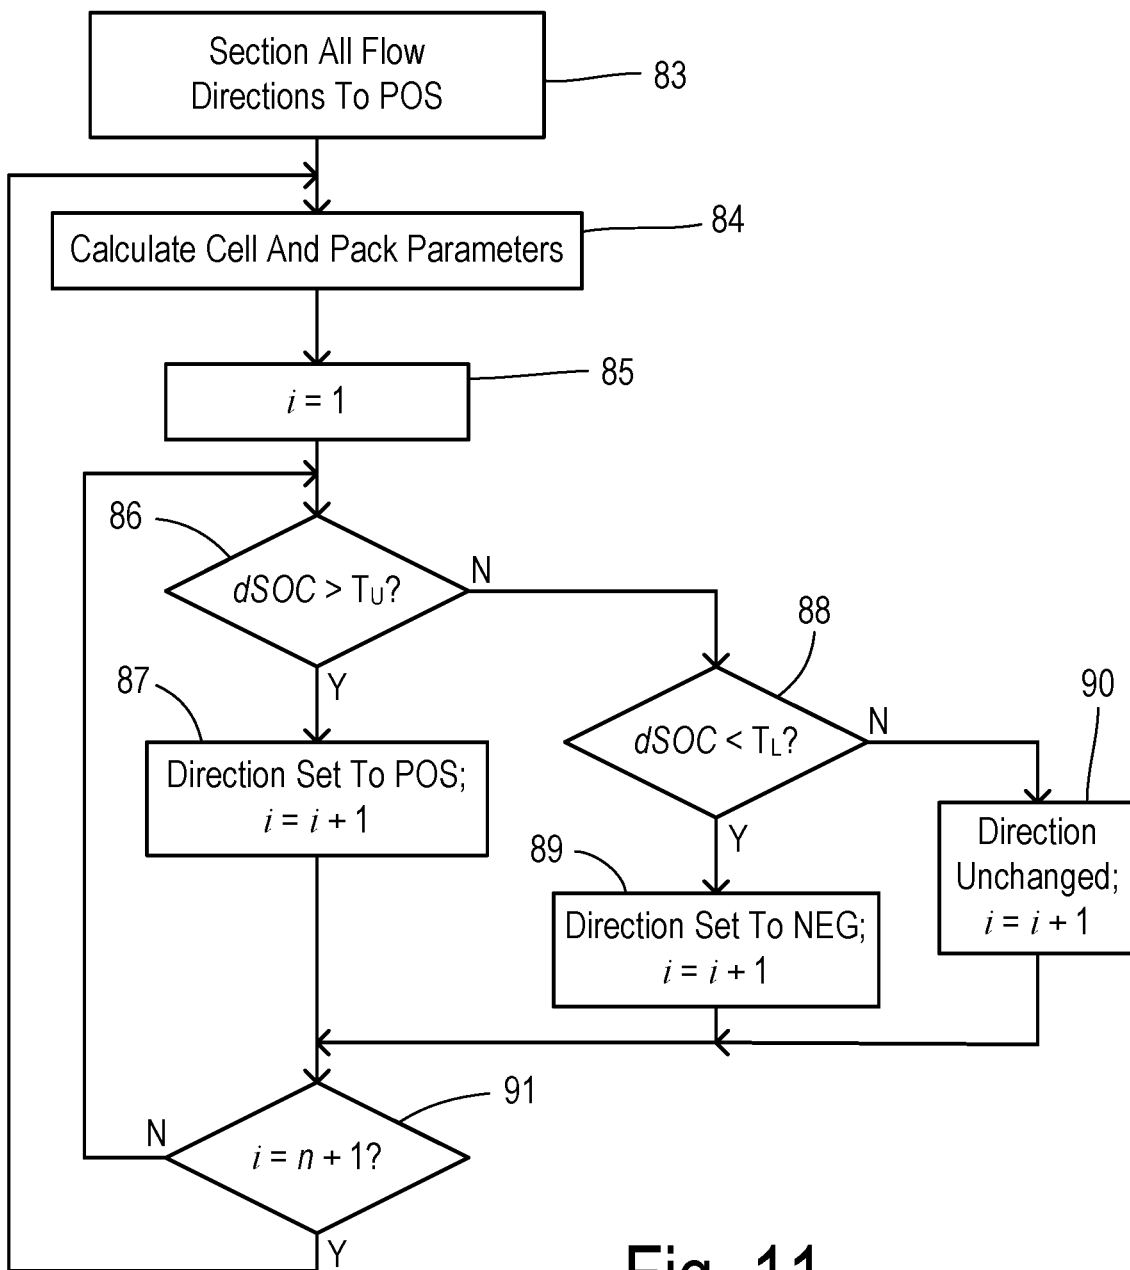 Section All Flow
Directions To POS
83
Calculate Cell And Pack Parameters
84
i = 1
85
86
dSOC > TU?
N
Y
88
dSOC < TL?
N
Y
87
Direction Set To POS;
i = i + 1
90
Direction
Unchanged;
i = i + 1
89
Direction Set To NEG;
i = i + 1
91
i = n + 1?
N
Y
Fig. 11